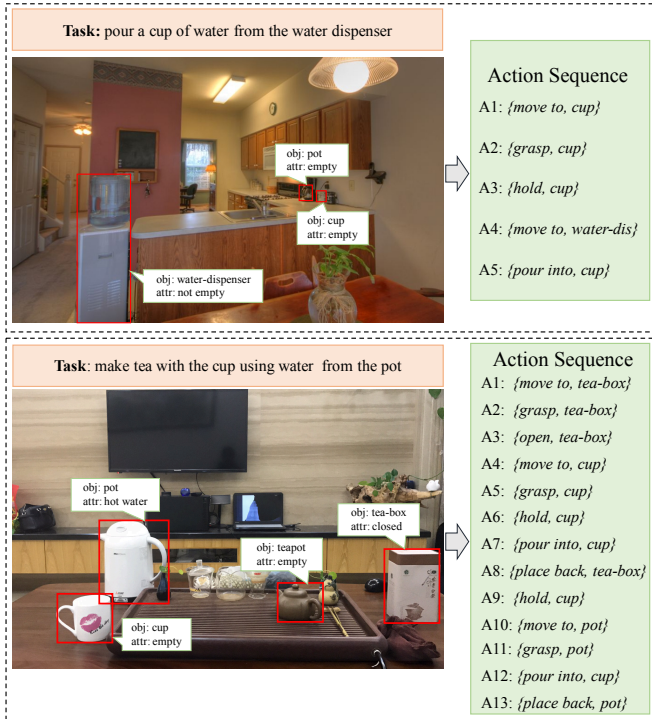 Task: pour a cup of water from the water dispenser
obj: pot
attr: empty
obj: cup
attr: empty
obj: water-dispenser
attr: not empty
Action Sequence
A1: {move to, cup}
A2: {grasp, cup}
A3: {hold, cup}
A4: {move to, water-dis}
A5: {pour into, cup}
Task: make tea with the cup using water from the pot
obj: pot
attr: hot water
obj: tea-box
attr: closed
obj: teapot
attr: empty
obj: cup
attr: empty
Action Sequence
A1: {move to, tea-box}
A2: {grasp, tea-box}
A3: {open, tea-box}
A4: {move to, cup}
A5: {grasp, cup}
A6: {hold, cup}
A7: {pour into, cup}
A8: {place back, tea-box}
A9: {hold, cup}
A10: {move to, pot}
A11: {grasp, pot}
A12: {pour into, cup}
A13: {place back, pot}